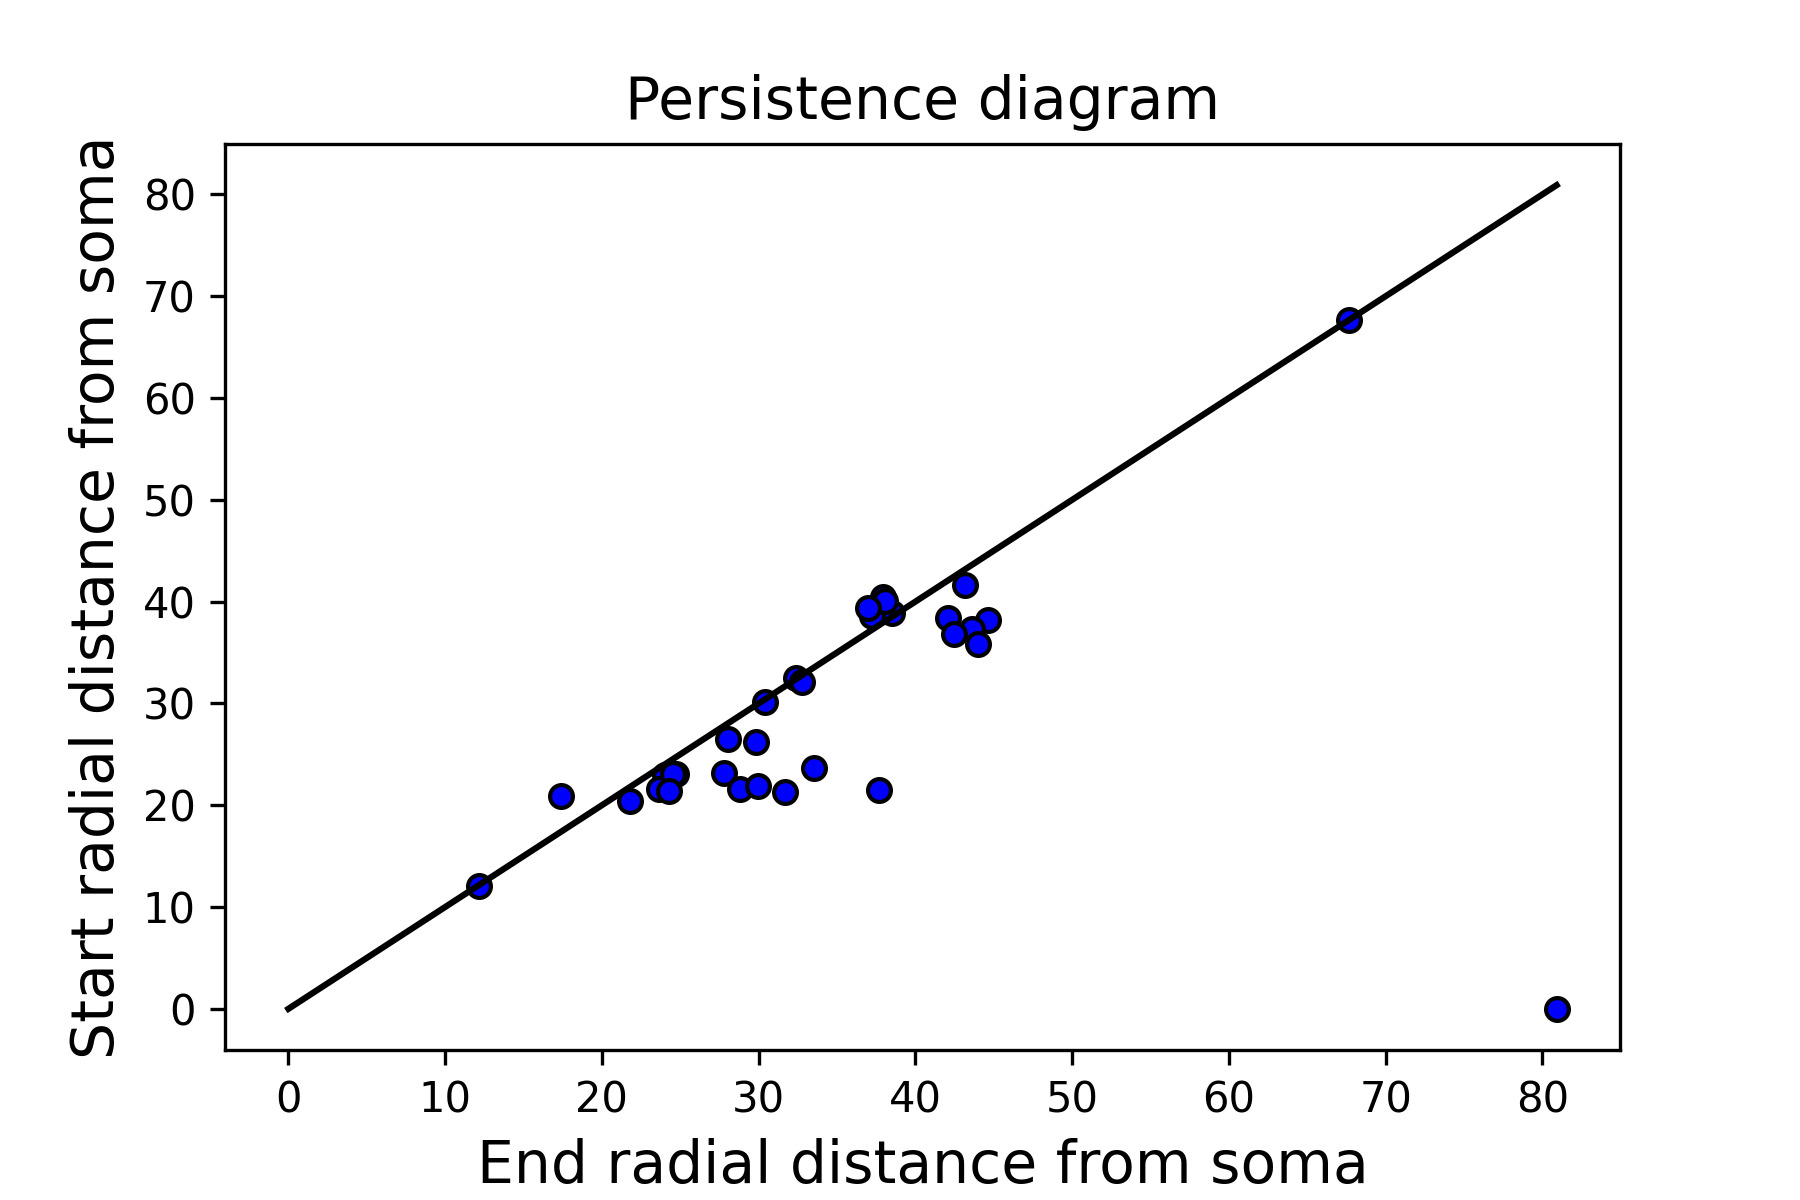 Persistence diagram
Start radial distance from soma
80
70
60
50
40
30
20
10
0
0 10 20 30 40 50 60 70 80
End radial distance from soma